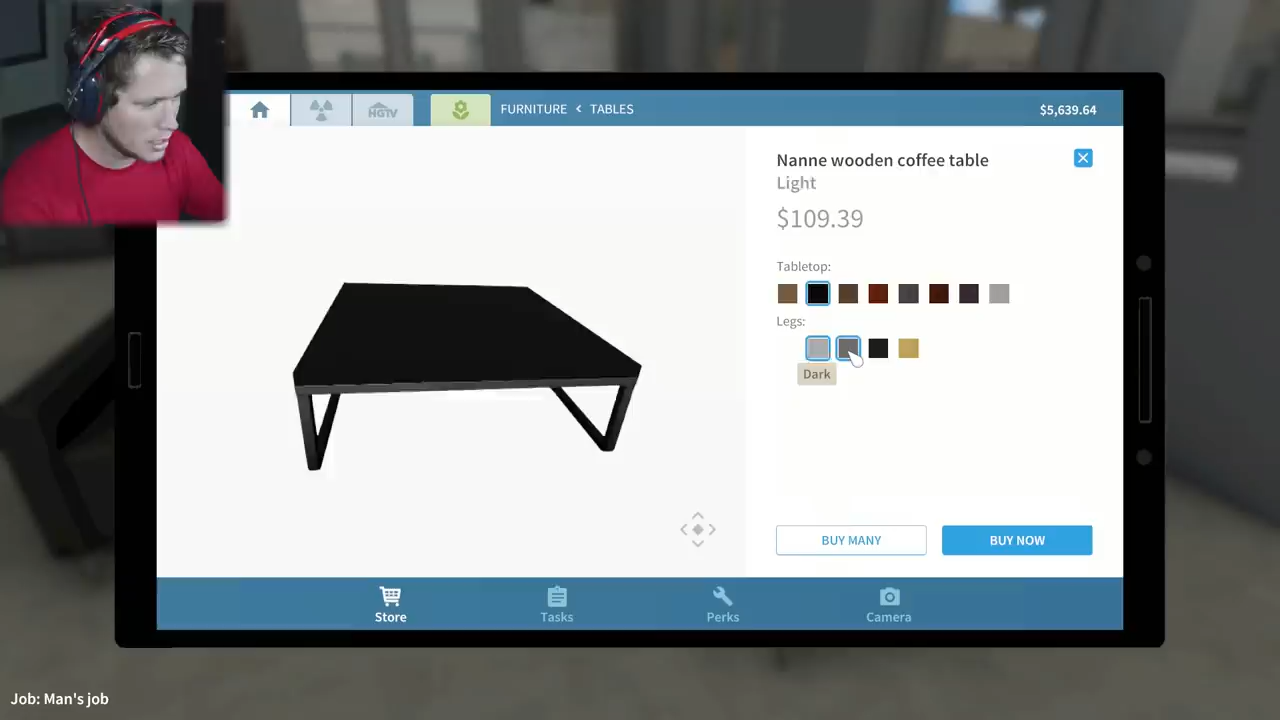 HGTV
FURNITURE < TABLES
$5,639.64
Nanne wooden coffee table
Light
$109.39
Tabletop:
Legs:
Dark
BUY MANY
BUY NOW
Store
Tasks
Perks
Camera
Job: Man's job